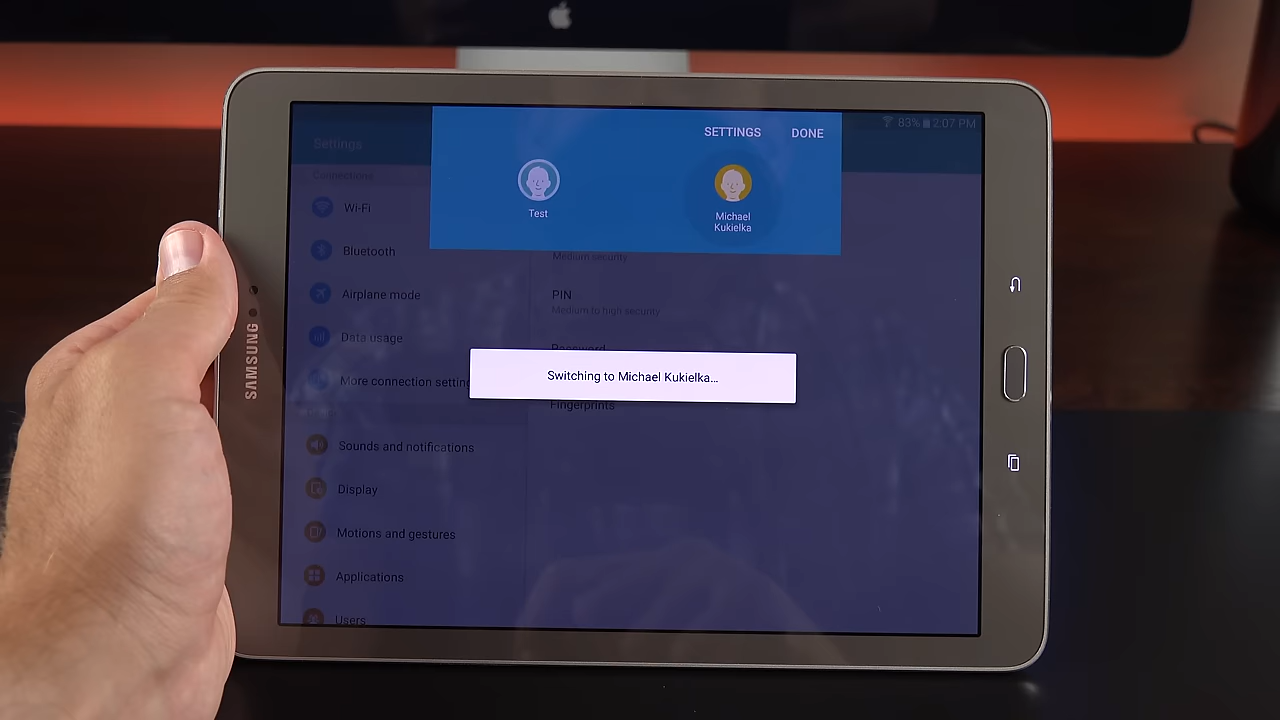 SETTINGS DONE
83% 2:07 PM
Settings
Connections
Test
Michael
Kukielka
Wi-Fi
Bluetooth
Airplane mode
Data usage
More connection settin
Sounds and notifications
Display
Motions and gestures
Applications
Users
Medium security
PIN
Medium to high security
Password
Switching to Michael Kukielka...
Fingerprints
SAMSUNG